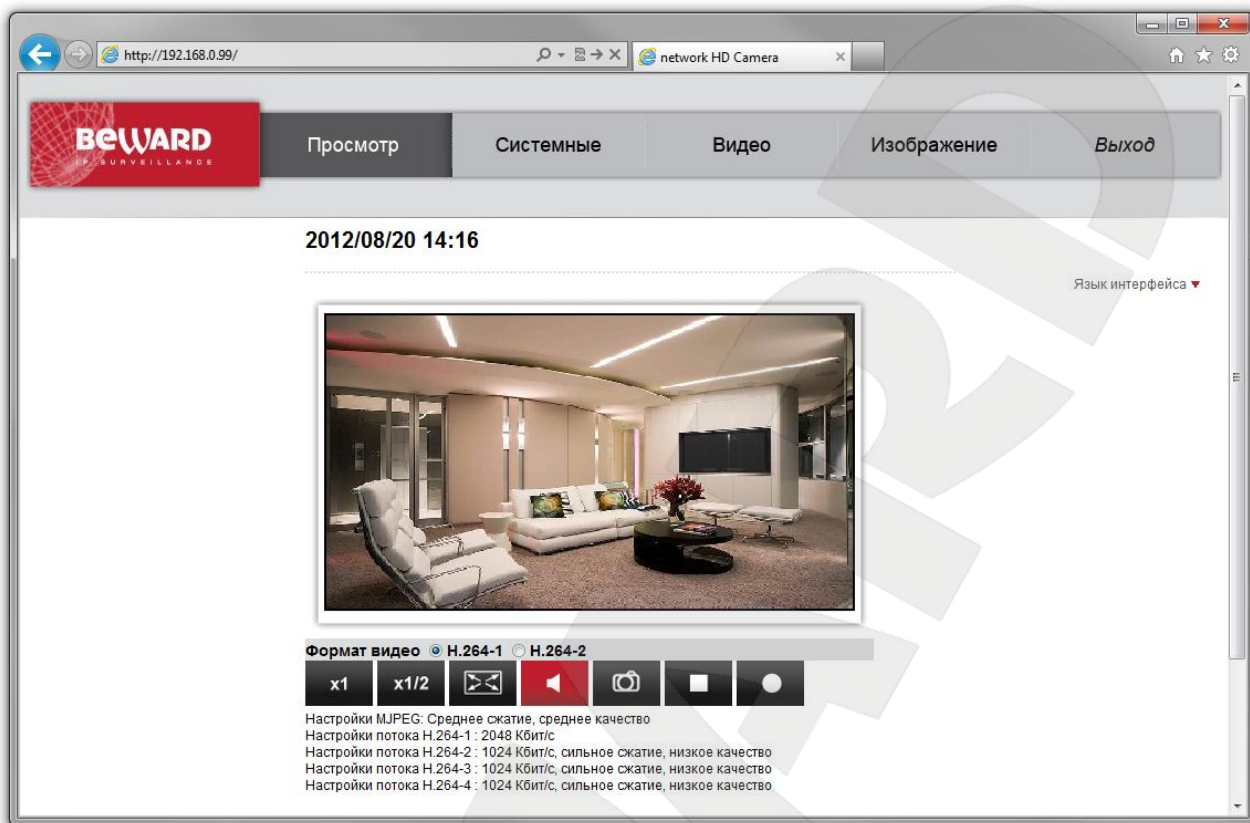 http://192.168.0.99/
network HD Camera
BEWARD
IP SURVEILLANCE
Просмотр
Системные
Видео
Изображение
Выход
2012/08/20 14:16
Язык интерфейса
Формат видео H.264-1 H.264-2
x1 x1/2
Настройки MJPEG: Среднее сжатие, среднее качество
Настройки потока H.264-1 : 2048 Кбит/с
Настройки потока H.264-2 : 1024 Кбит/с, сильное сжатие, низкое качество
Настройки потока H.264-3 : 1024 Кбит/с, сильное сжатие, низкое качество
Настройки потока H.264-4 : 1024 Кбит/с, сильное сжатие, низкое качество